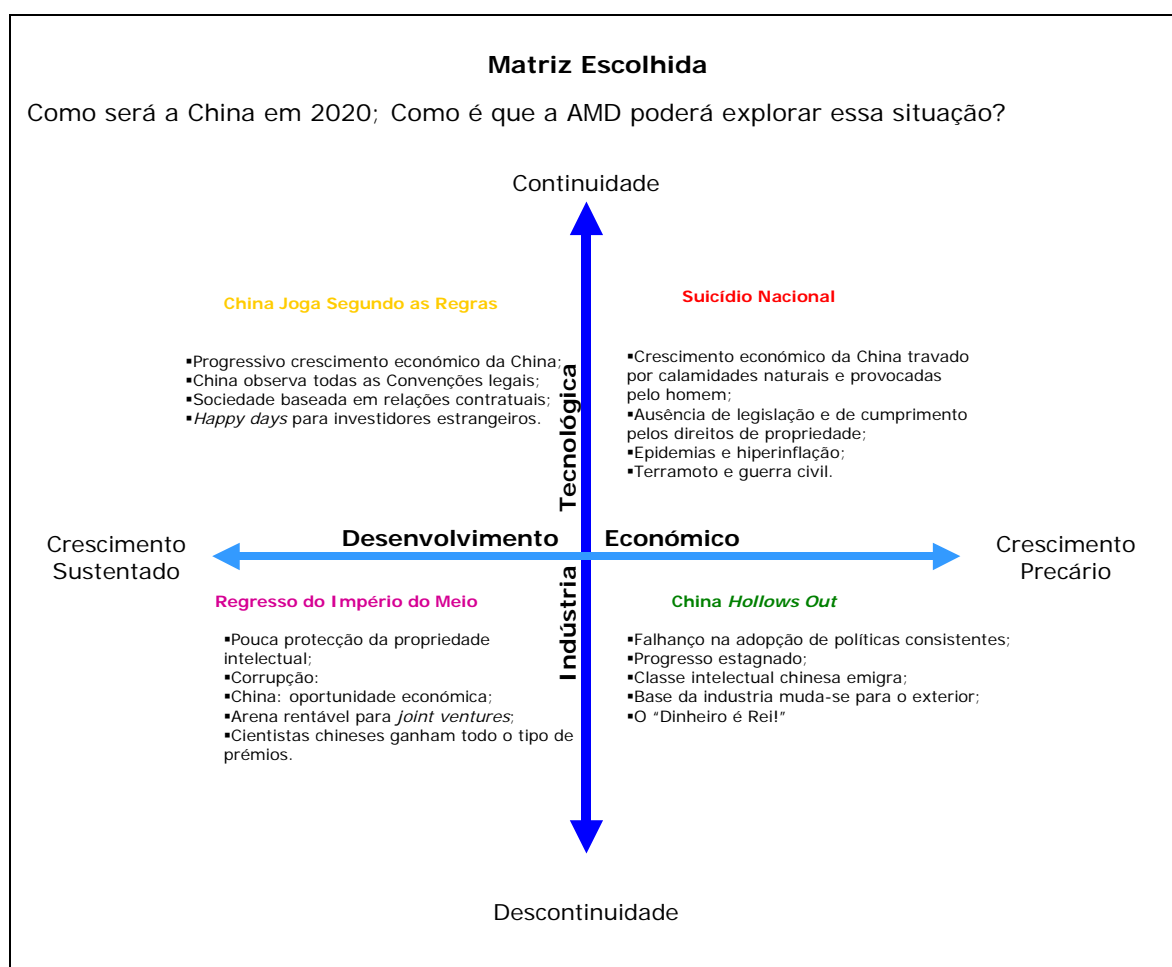 Matriz Escolhida
Como será a China em 2020; Como é que a AMD poderá explorar essa situação?
Continuidade
China Joga Segundo as Regras
▪Progressivo crescimento económico da China;
▪China observa todas as Convenções legais;
▪Sociedade baseada em relações contratuais;
▪Happy days para investidores estrangeiros.
Suicídio Nacional
▪Crescimento económico da China travado
por calamidades naturais e provocadas
pelo homem;
▪Ausência de legislação e de cumprimento
pelos direitos de propriedade;
▪Epidemias e hiperinflação;
▪Terramoto e guerra civil.
Indústria Tecnológica
Desenvolvimento Económico
Crescimento
Sustentado
Crescimento
Precário
Regresso do Império do Meio
▪Pouca protecção da propriedade
intelectual;
▪Corrupção:
▪China: oportunidade económica;
▪Arena rentável para joint ventures;
▪Cientistas chineses ganham todo o tipo de
prémios.
China Hollows Out
▪Falhanço na adopção de políticas consistentes;
▪Progresso estagnado;
▪Classe intelectual chinesa emigra;
▪Base da industria muda-se para o exterior;
▪O “Dinheiro é Rei!”
Descontinuidade